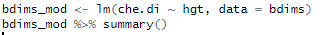 bdims_mod <- lm(che.di ~ hgt, data = bdims)
bdims_mod %>% summary()